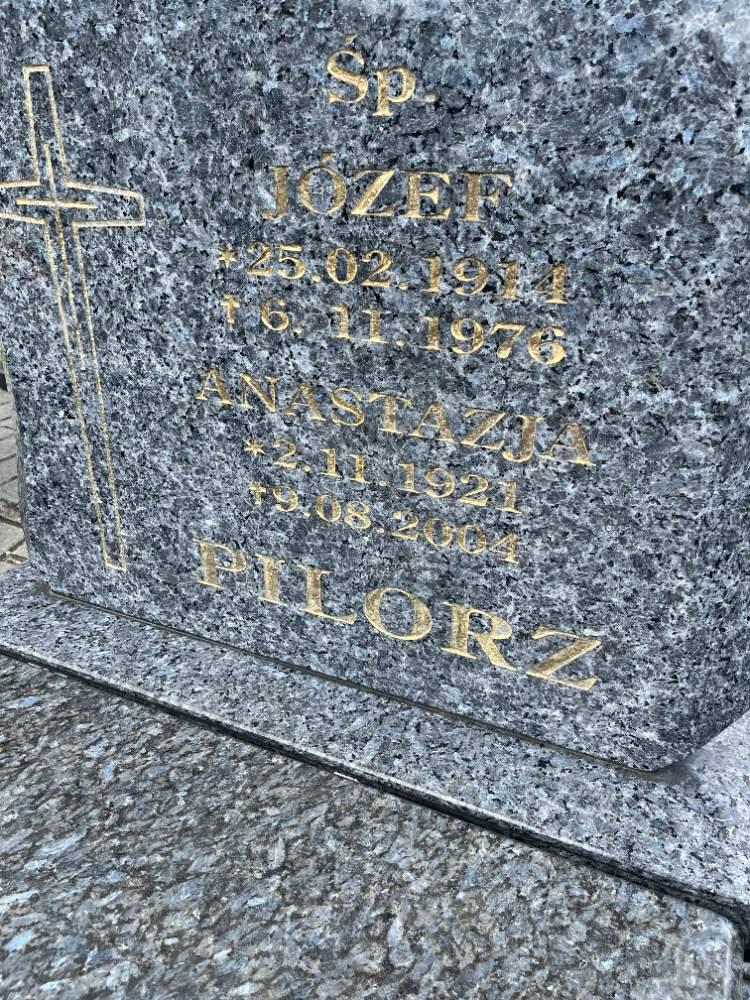 Śp.
JÓZEF
*25.02.1914
✝ 6. 11. 1976
ANASTAZJA
*2.11.1921
✝9.08.2004
PILORZ